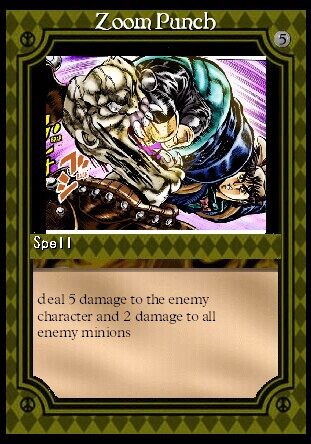 Zoom Punch
5
Spell
deal 5 damage to the enemy
character and 2 damage to all
enemy minions